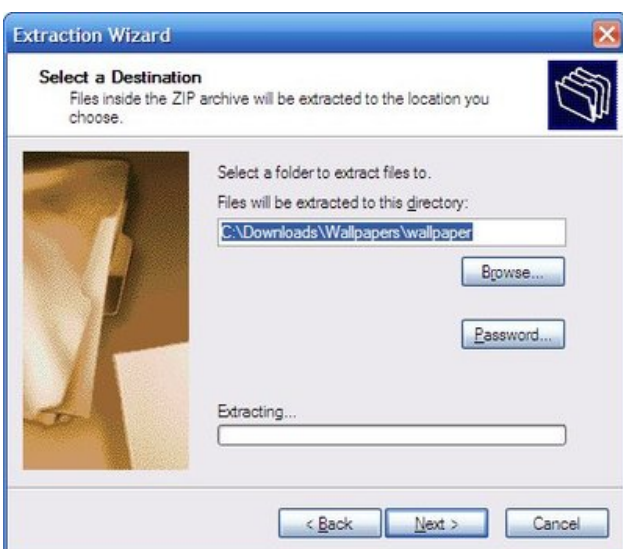 Extraction Wizard
Select a Destination
Files inside the ZIP archive will be extracted to the location you
choose.
Select a folder to extract files to.
Files will be extracted to this directory:
C:\Downloads\Wallpapers\wallpaper
Browse...
Password...
Extracting...
< Back
Next >
Cancel